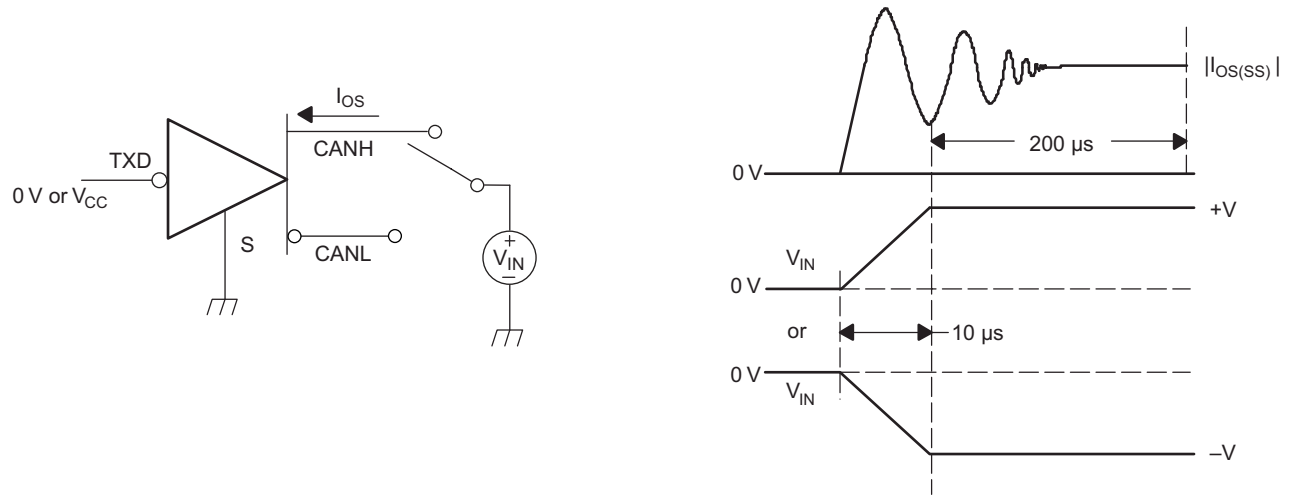 I_OS
CANH
TXD
0 V or V_CC
S
CANL
+
V_IN
–
|I_OS(SS)|
200 µs
0 V
+V
V_IN
0 V
or
10 µs
0 V
V_IN
–V